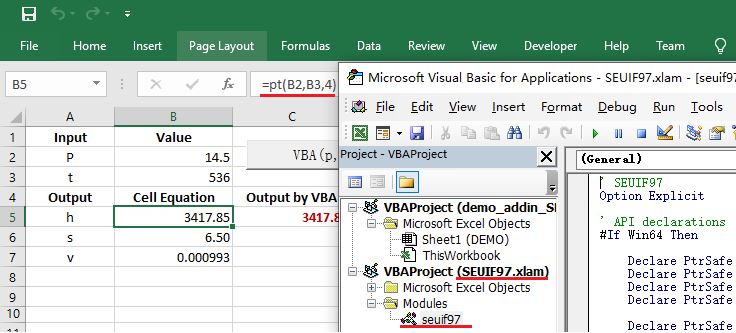 File Home Insert Page Layout Formulas Data Review View Developer Help Team
B5 fx =pt(B2,B3,4)
A B C
1 Input Value
2 P 14.5 VBA(p,
3 t 536
4 Output Cell Equation Output by VBA
5 h 3417.85 3417.8
6 s 6.50
7 v 0.000993
8
9
10
Microsoft Visual Basic for Applications - SEUIF97.xlam - [seuif9
File Edit View Insert Format Debug Run Tools
Project - VBAProject
VBAProject (demo_addin_SE
Microsoft Excel Objects
Sheet1 (DEMO)
ThisWorkbook
VBAProject (SEUIF97.xlam)
Microsoft Excel Objects
Modules
seuif97
(General)
' SEUIF97
Option Explicit
' API declarations
#If Win64 Then
Declare PtrSafe
Declare PtrSafe
Declare PtrSafe
Declare PtrSafe